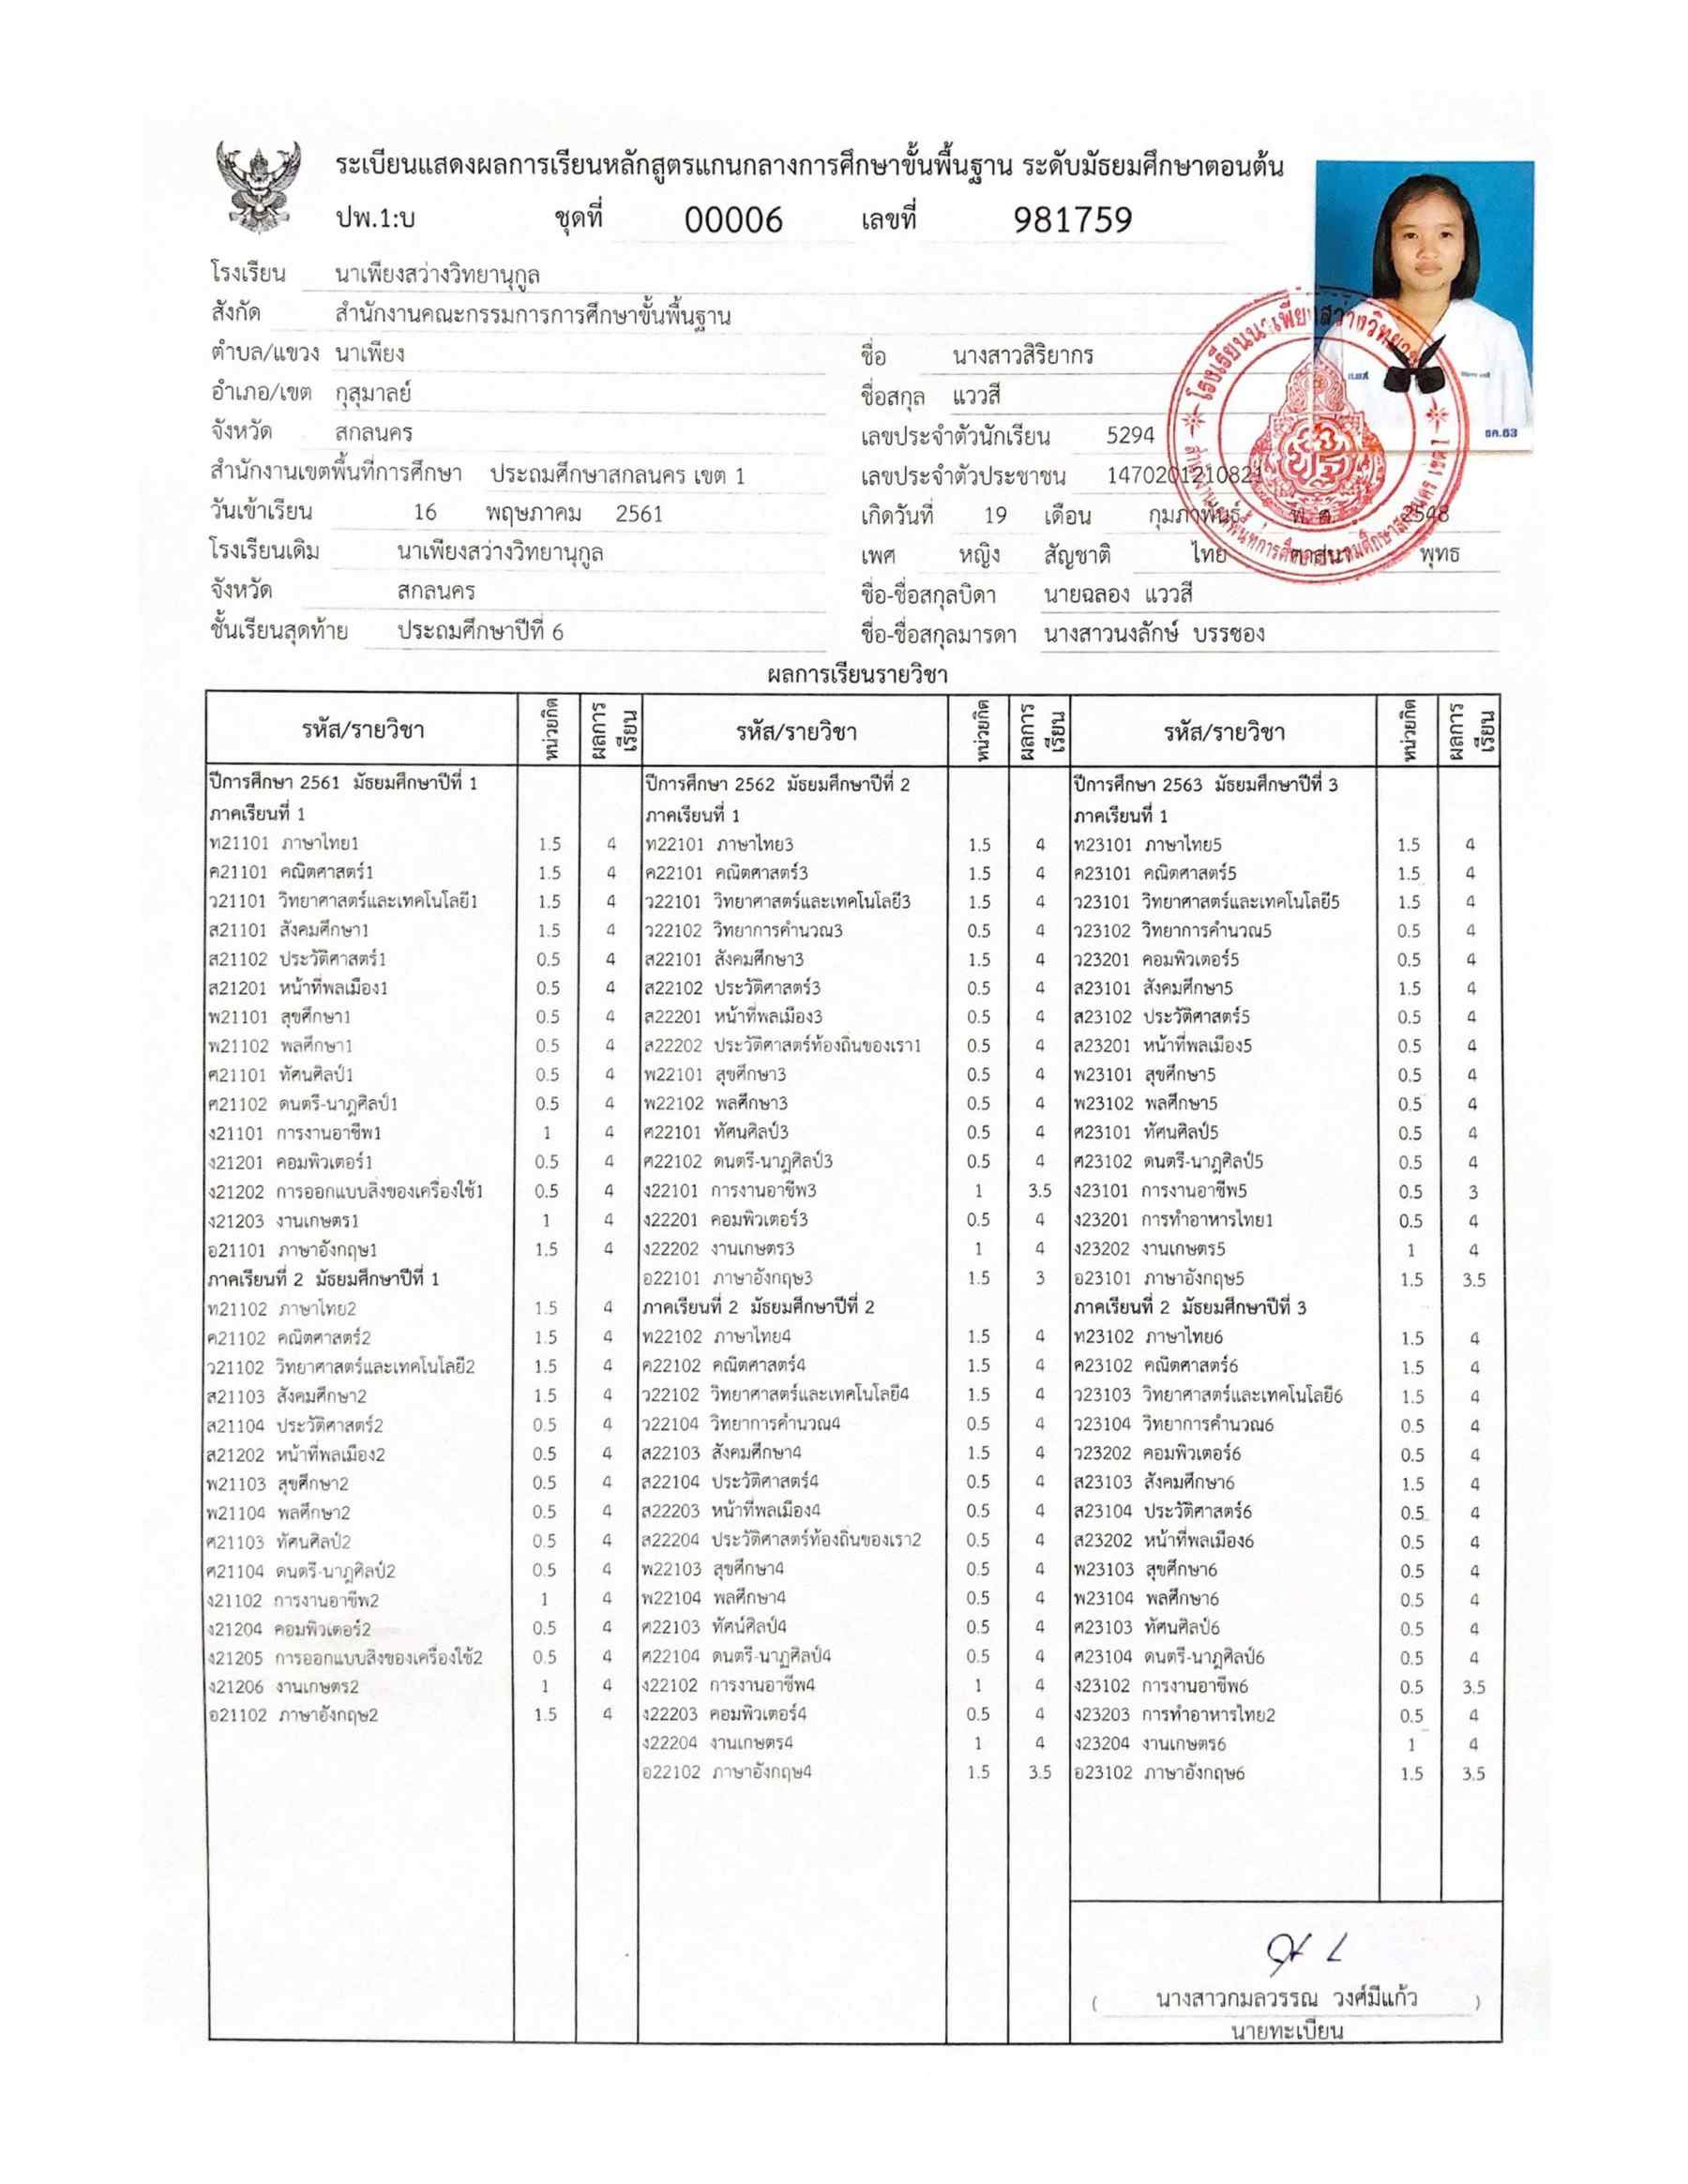 ระเบียนแสดงผลการเรียนหลักสูตรแกนกลางการศึกษาขั้นพื้นฐาน ระดับมัธยมศึกษาตอนต้น
ปพ.1:บ ชุดที่ 00006 เลขที่ 981759
โรงเรียน นาเพียงสว่างวิทยานุกูล
สังกัด สำนักงานคณะกรรมการการศึกษาขั้นพื้นฐาน
ตำบล/แขวง นาเพียง
อำเภอ/เขต กุสุมาลย์
จังหวัด สกลนคร
สำนักงานเขตพื้นที่การศึกษา ประถมศึกษาสกลนคร เขต 1
วันเข้าเรียน 16 พฤษภาคม 2561
โรงเรียนเดิม นาเพียงสว่างวิทยานุกูล
จังหวัด สกลนคร
ชั้นเรียนสุดท้าย ประถมศึกษาปีที่ 6
ชื่อ นางสาวสิริยากร
ชื่อสกุล แววสี
เลขประจำตัวนักเรียน 5294
เลขประจำตัวประชาชน 1470201210821
เกิดวันที่ 19 เดือน กุมภาพันธ์ พ.ศ. 2548
เพศ หญิง สัญชาติ ไทย ศาสนา พุทธ
ชื่อ-ชื่อสกุลบิดา นายฉลอง แววสี
ชื่อ-ชื่อสกุลมารดา นางสาวนงลักษ์ บรรซอง
ธค.63
ผลการเรียนรายวิชา
รหัส/รายวิชา หน่วยกิต ผลการเรียน
ปีการศึกษา 2561 มัธยมศึกษาปีที่ 1
ภาคเรียนที่ 1
ท21101 ภาษาไทย1 1.5 4
ค21101 คณิตศาสตร์1 1.5 4
ว21101 วิทยาศาสตร์และเทคโนโลยี1 1.5 4
ส21101 สังคมศึกษา1 1.5 4
ส21102 ประวัติศาสตร์1 0.5 4
ส21201 หน้าที่พลเมือง1 0.5 4
พ21101 สุขศึกษา1 0.5 4
พ21102 พลศึกษา1 0.5 4
ศ21101 ทัศนศิลป์1 0.5 4
ศ21102 ดนตรี-นาฏศิลป์1 0.5 4
ง21101 การงานอาชีพ1 1 4
ง21201 คอมพิวเตอร์1 0.5 4
ง21202 การออกแบบสิ่งของเครื่องใช้1 0.5 4
ง21203 งานเกษตร1 1 4
อ21101 ภาษาอังกฤษ1 1.5 4
ภาคเรียนที่ 2 มัธยมศึกษาปีที่ 1
ท21102 ภาษาไทย2 1.5 4
ค21102 คณิตศาสตร์2 1.5 4
ว21102 วิทยาศาสตร์และเทคโนโลยี2 1.5 4
ส21103 สังคมศึกษา2 1.5 4
ส21104 ประวัติศาสตร์2 0.5 4
ส21202 หน้าที่พลเมือง2 0.5 4
พ21103 สุขศึกษา2 0.5 4
พ21104 พลศึกษา2 0.5 4
ศ21103 ทัศนศิลป์2 0.5 4
ศ21104 ดนตรี-นาฏศิลป์2 0.5 4
ง21102 การงานอาชีพ2 1 4
ง21204 คอมพิวเตอร์2 0.5 4
ง21205 การออกแบบสิ่งของเครื่องใช้2 0.5 4
ง21206 งานเกษตร2 1 4
อ21102 ภาษาอังกฤษ2 1.5 4
รหัส/รายวิชา หน่วยกิต ผลการเรียน
ปีการศึกษา 2562 มัธยมศึกษาปีที่ 2
ภาคเรียนที่ 1
ท22101 ภาษาไทย3 1.5 4
ค22101 คณิตศาสตร์3 1.5 4
ว22101 วิทยาศาสตร์และเทคโนโลยี3 1.5 4
ว22102 วิทยาการคำนวณ3 0.5 4
ส22101 สังคมศึกษา3 1.5 4
ส22102 ประวัติศาสตร์3 0.5 4
ส22201 หน้าที่พลเมือง3 0.5 4
ส22202 ประวัติศาสตร์ท้องถิ่นของเรา1 0.5 4
พ22101 สุขศึกษา3 0.5 4
พ22102 พลศึกษา3 0.5 4
ศ22101 ทัศนศิลป์3 0.5 4
ศ22102 ดนตรี-นาฏศิลป์3 0.5 4
ง22101 การงานอาชีพ3 1 3.5
ง22201 คอมพิวเตอร์3 0.5 4
ง22202 งานเกษตร3 1 4
อ22101 ภาษาอังกฤษ3 1.5 3
ภาคเรียนที่ 2 มัธยมศึกษาปีที่ 2
ท22102 ภาษาไทย4 1.5 4
ค22102 คณิตศาสตร์4 1.5 4
ว22102 วิทยาศาสตร์และเทคโนโลยี4 1.5 4
ว22104 วิทยาการคำนวณ4 0.5 4
ส22103 สังคมศึกษา4 1.5 4
ส22104 ประวัติศาสตร์4 0.5 4
ส22203 หน้าที่พลเมือง4 0.5 4
ส22204 ประวัติศาสตร์ท้องถิ่นของเรา2 0.5 4
พ22103 สุขศึกษา4 0.5 4
พ22104 พลศึกษา4 0.5 4
ศ22103 ทัศน์ศิลป์4 0.5 4
ศ22104 ดนตรี-นาฏศิลป์4 0.5 4
ง22102 การงานอาชีพ4 1 4
ง22203 คอมพิวเตอร์4 0.5 4
ง22204 งานเกษตร4 1 4
อ22102 ภาษาอังกฤษ4 1.5 3.5
รหัส/รายวิชา หน่วยกิต ผลการเรียน
ปีการศึกษา 2563 มัธยมศึกษาปีที่ 3
ภาคเรียนที่ 1
ท23101 ภาษาไทย5 1.5 4
ค23101 คณิตศาสตร์5 1.5 4
ว23101 วิทยาศาสตร์และเทคโนโลยี5 1.5 4
ว23102 วิทยาการคำนวณ5 0.5 4
ว23201 คอมพิวเตอร์5 0.5 4
ส23101 สังคมศึกษา5 1.5 4
ส23102 ประวัติศาสตร์5 0.5 4
ส23201 หน้าที่พลเมือง5 0.5 4
พ23101 สุขศึกษา5 0.5 4
พ23102 พลศึกษา5 0.5 4
ศ23101 ทัศนศิลป์5 0.5 4
ศ23102 ดนตรี-นาฏศิลป์5 0.5 4
ง23101 การงานอาชีพ5 0.5 3
ง23201 การทำอาหารไทย1 0.5 4
ง23202 งานเกษตร5 1 4
อ23101 ภาษาอังกฤษ5 1.5 3.5
ภาคเรียนที่ 2 มัธยมศึกษาปีที่ 3
ท23102 ภาษาไทย6 1.5 4
ค23102 คณิตศาสตร์6 1.5 4
ว23103 วิทยาศาสตร์และเทคโนโลยี6 1.5 4
ว23104 วิทยาการคำนวณ6 0.5 4
ว23202 คอมพิวเตอร์6 0.5 4
ส23103 สังคมศึกษา6 1.5 4
ส23104 ประวัติศาสตร์6 0.5 4
ส23202 หน้าที่พลเมือง6 0.5 4
พ23103 สุขศึกษา6 0.5 4
พ23104 พลศึกษา6 0.5 4
ศ23103 ทัศนศิลป์6 0.5 4
ศ23104 ดนตรี-นาฏศิลป์6 0.5 4
ง23102 การงานอาชีพ6 0.5 3.5
ง23203 การทำอาหารไทย2 0.5 4
ง23204 งานเกษตร6 1 4
อ23102 ภาษาอังกฤษ6 1.5 3.5
( นางสาวกมลวรรณ วงศ์มีแก้ว )
นายทะเบียน